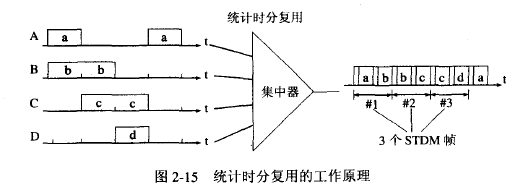 统计时分复用
A a a t
B b b t
C c c t
D d t
集中器
a b b c c d a t
#1 #2 #3
3 个 STDM 帧
图 2-15 统计时分复用的工作原理